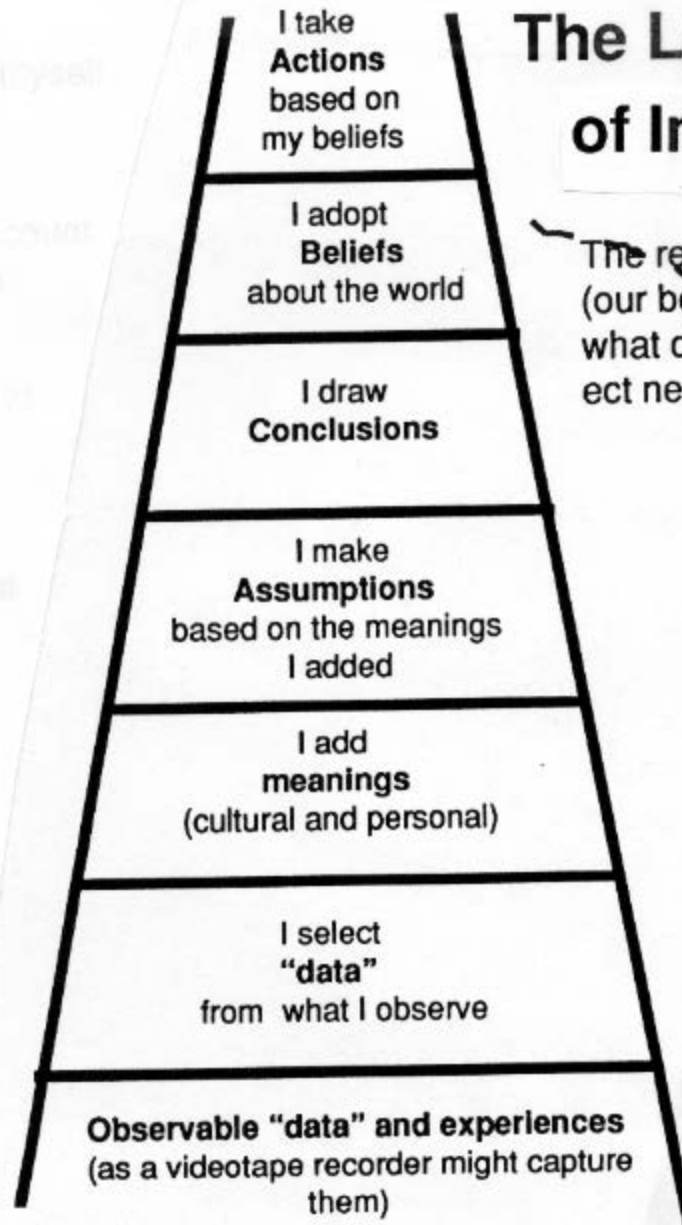 I take
Actions
based on
my beliefs
I adopt
Beliefs
about the world
I draw
Conclusions
I make
Assumptions
based on the meanings
I added
I add
meanings
(cultural and personal)
I select
“data”
from what I observe
Observable “data” and experiences
(as a videotape recorder might capture
them)
The L
of I
The re
(our be
what
ect ne